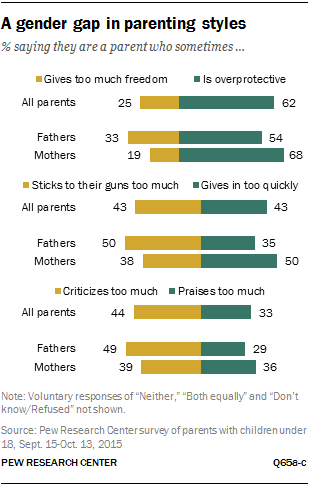 A gender gap in parenting styles
% saying they are a parent who sometimes ...
Gives too much freedom Is overprotective
All parents 25 62
Fathers 33 54
Mothers 19 68
Sticks to their guns too much Gives in too quickly
All parents 43 43
Fathers 50 35
Mothers 38 50
Criticizes too much Praises too much
All parents 44 33
Fathers 49 29
Mothers 39 36
Note: Voluntary responses of “Neither,” “Both equally” and “Don’t
know/Refused” not shown.
Source: Pew Research Center survey of parents with children under
18, Sept. 15-Oct. 13, 2015
PEW RESEARCH CENTER Q65a-c